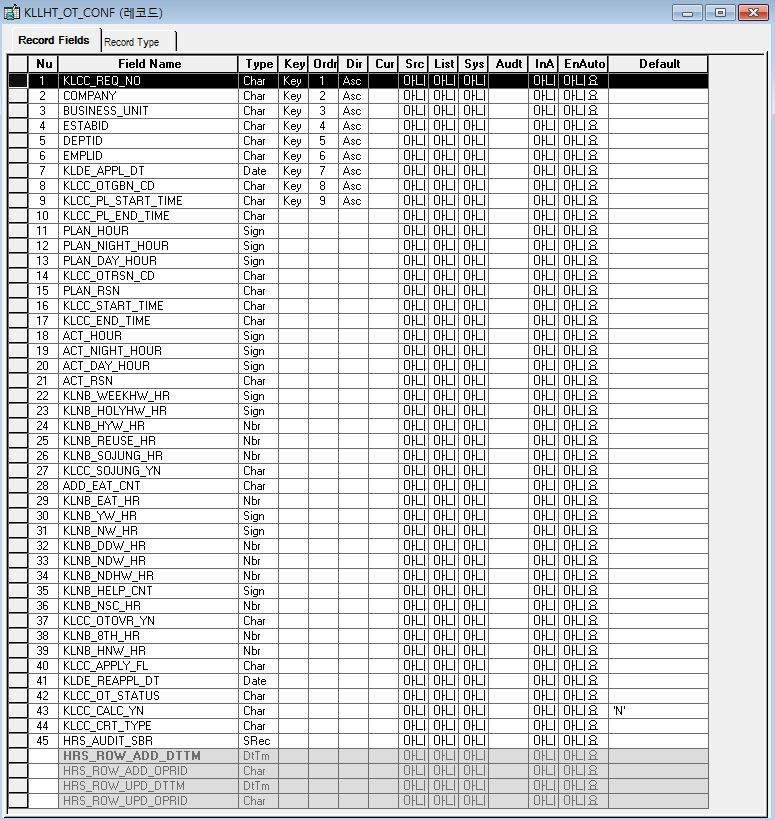 KLLHT_OT_CONF (레코드)
Record Fields Record Type
Nu Field Name Type Key Ordr Dir Cur Src List Sys Audt InA EnAuto Default
1 KLCC_REQ_NO Char Key 1 Asc 아니 아니 아니 아니 아니 아니요
2 COMPANY Char Key 2 Asc 아니 아니 아니 아니 아니 아니요
3 BUSINESS_UNIT Char Key 3 Asc 아니 아니 아니 아니 아니 아니요
4 ESTABID Char Key 4 Asc 아니 아니 아니 아니 아니 아니요
5 DEPTID Char Key 5 Asc 아니 아니 아니 아니 아니 아니요
6 EMPLID Char Key 6 Asc 아니 아니 아니 아니 아니 아니요
7 KLDE_APPL_DT Date Key 7 Asc 아니 아니 아니 아니 아니 아니요
8 KLCC_OTGBN_CD Char Key 8 Asc 아니 아니 아니 아니 아니 아니요
9 KLCC_PL_START_TIME Char Key 9 Asc 아니 아니 아니 아니 아니 아니요
10 KLCC_PL_END_TIME Char 아니 아니 아니 아니 아니요
11 PLAN_HOUR Sign 아니 아니 아니 아니 아니요
12 PLAN_NIGHT_HOUR Sign 아니 아니 아니 아니 아니요
13 PLAN_DAY_HOUR Sign 아니 아니 아니 아니 아니요
14 KLCC_OTRSN_CD Char 아니 아니 아니 아니 아니요
15 PLAN_RSN Char 아니 아니 아니 아니 아니요
16 KLCC_START_TIME Char 아니 아니 아니 아니 아니요
17 KLCC_END_TIME Char 아니 아니 아니 아니 아니요
18 ACT_HOUR Sign 아니 아니 아니 아니 아니요
19 ACT_NIGHT_HOUR Sign 아니 아니 아니 아니 아니요
20 ACT_DAY_HOUR Sign 아니 아니 아니 아니 아니요
21 ACT_RSN Char 아니 아니 아니 아니 아니요
22 KLNB_WEEKHW_HR Sign 아니 아니 아니 아니 아니요
23 KLNB_HOLYHW_HR Sign 아니 아니 아니 아니 아니요
24 KLNB_HYW_HR Nbr 아니 아니 아니 아니 아니요
25 KLNB_REUSE_HR Nbr 아니 아니 아니 아니 아니요
26 KLNB_SOJUNG_HR Nbr 아니 아니 아니 아니 아니요
27 KLCC_SOJUNG_YN Char 아니 아니 아니 아니 아니요
28 ADD_EAT_CNT Char 아니 아니 아니 아니 아니요
29 KLNB_EAT_HR Nbr 아니 아니 아니 아니 아니요
30 KLNB_YW_HR Sign 아니 아니 아니 아니 아니요
31 KLNB_NW_HR Sign 아니 아니 아니 아니 아니요
32 KLNB_DDW_HR Nbr 아니 아니 아니 아니 아니요
33 KLNB_NDW_HR Nbr 아니 아니 아니 아니 아니요
34 KLNB_NDHW_HR Nbr 아니 아니 아니 아니 아니요
35 KLNB_HELP_CNT Sign 아니 아니 아니 아니 아니요
36 KLNB_NSC_HR Nbr 아니 아니 아니 아니 아니요
37 KLCC_OTOVR_YN Char 아니 아니 아니 아니 아니요
38 KLNB_8TH_HR Nbr 아니 아니 아니 아니 아니요
39 KLNB_HNW_HR Nbr 아니 아니 아니 아니 아니요
40 KLCC_APPLY_FL Char 아니 아니 아니 아니 아니요
41 KLDE_REAPPL_DT Date 아니 아니 아니 아니 아니요
42 KLCC_OT_STATUS Char 아니 아니 아니 아니 아니요
43 KLCC_CALC_YN Char 아니 아니 아니 아니 아니요 'N'
44 KLCC_CRT_TYPE Char 아니 아니 아니 아니 아니요
45 HRS_AUDIT_SBR SRec 아니 아니 아니 아니 아니요
HRS_ROW_ADD_DTTM DtTm 아니 아니 아니 아니 아니요
HRS_ROW_ADD_OPRID Char 아니 아니 아니 아니 아니요
HRS_ROW_UPD_DTTM DtTm 아니 아니 아니 아니 아니요
HRS_ROW_UPD_OPRID Char 아니 아니 아니 아니 아니요